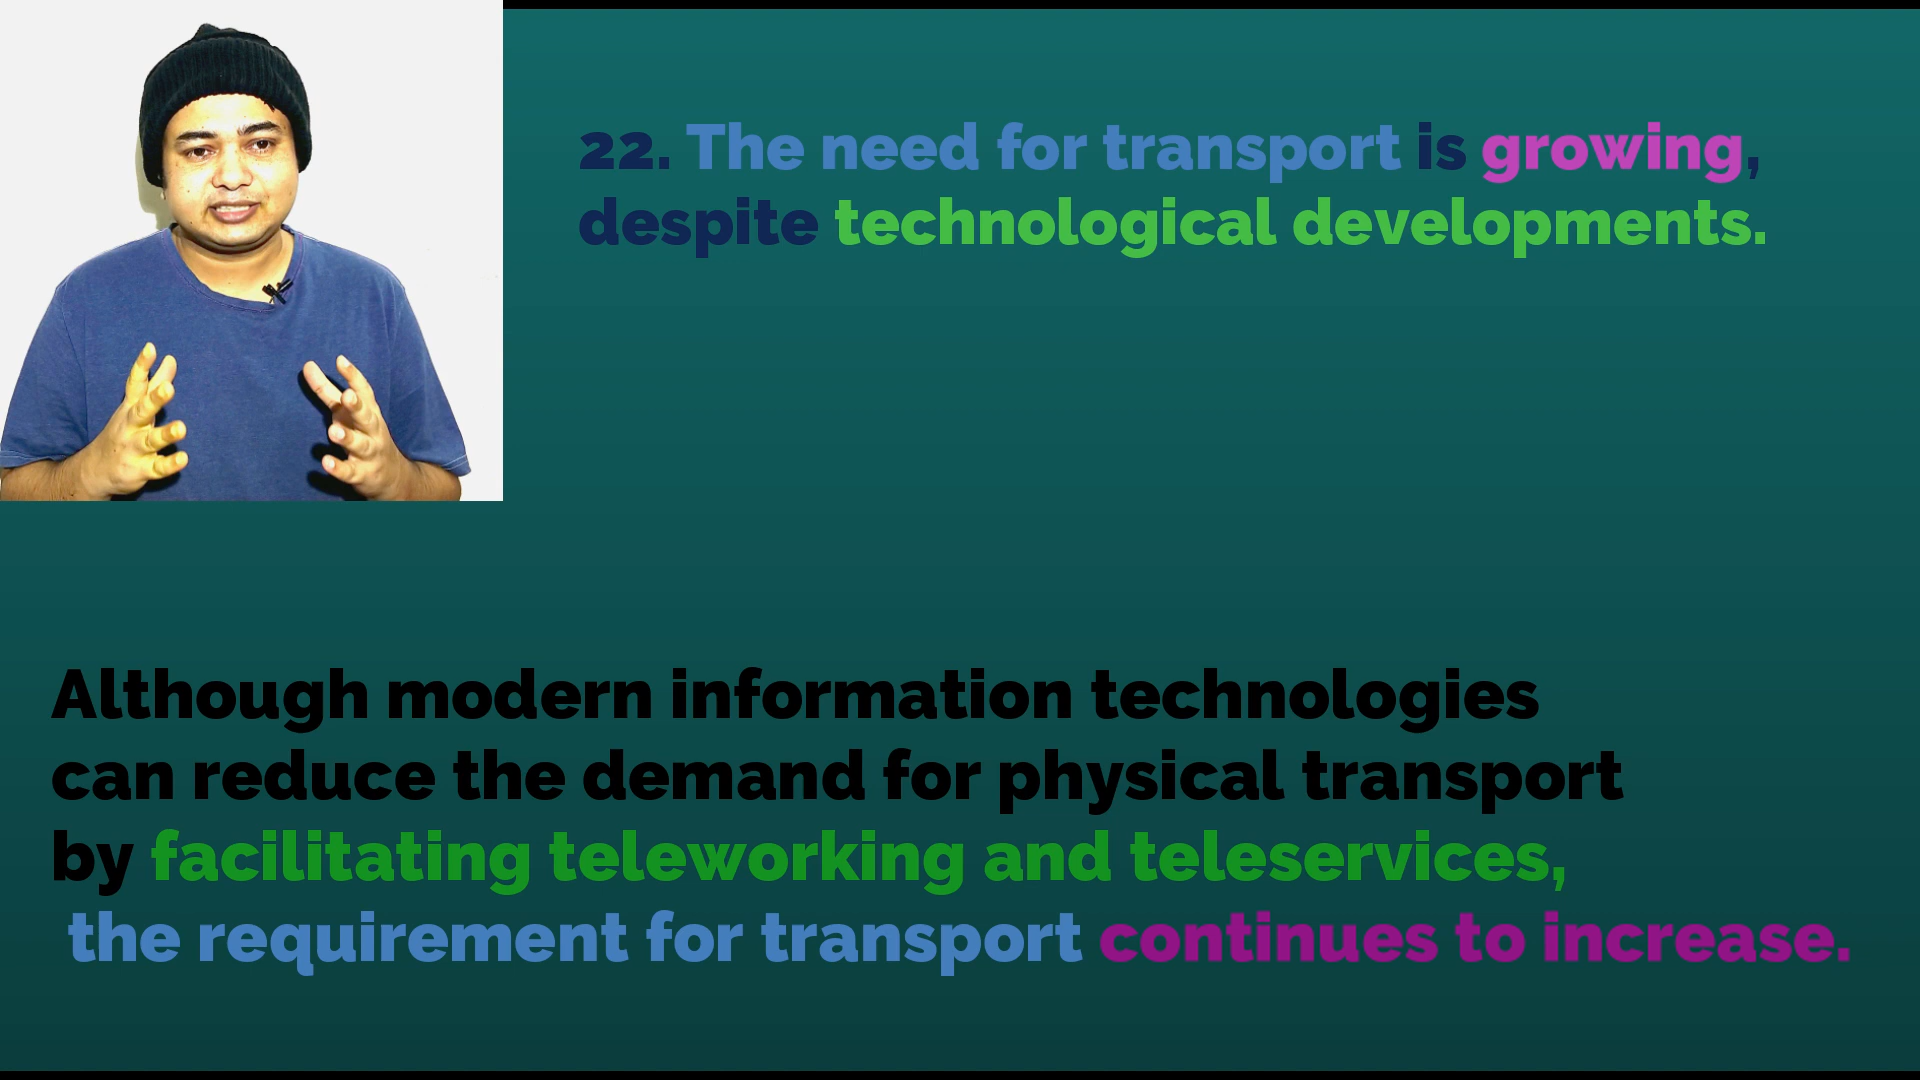 22. The need for transport is growing,
despite technological developments.
Although modern information technologies
can reduce the demand for physical transport
by facilitating teleworking and teleservices,
the requirement for transport continues to increase.